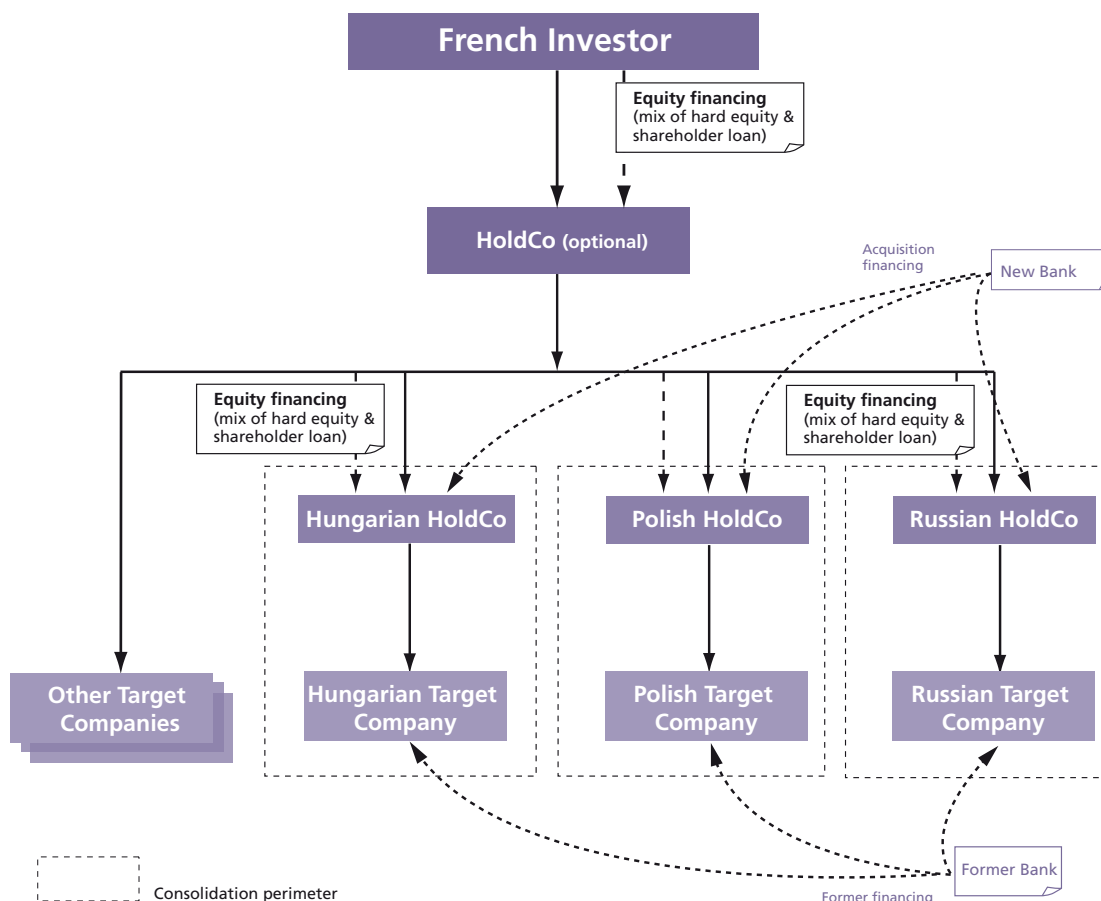 French Investor
Equity financing
(mix of hard equity &
shareholder loan)
HoldCo (optional)
Acquisition
financing
New Bank
Equity financing
(mix of hard equity &
shareholder loan)
Equity financing
(mix of hard equity &
shareholder loan)
Hungarian HoldCo
Polish HoldCo
Russian HoldCo
Other Target
Companies
Hungarian Target
Company
Polish Target
Company
Russian Target
Company
Former Bank
Former financing
Consolidation perimeter